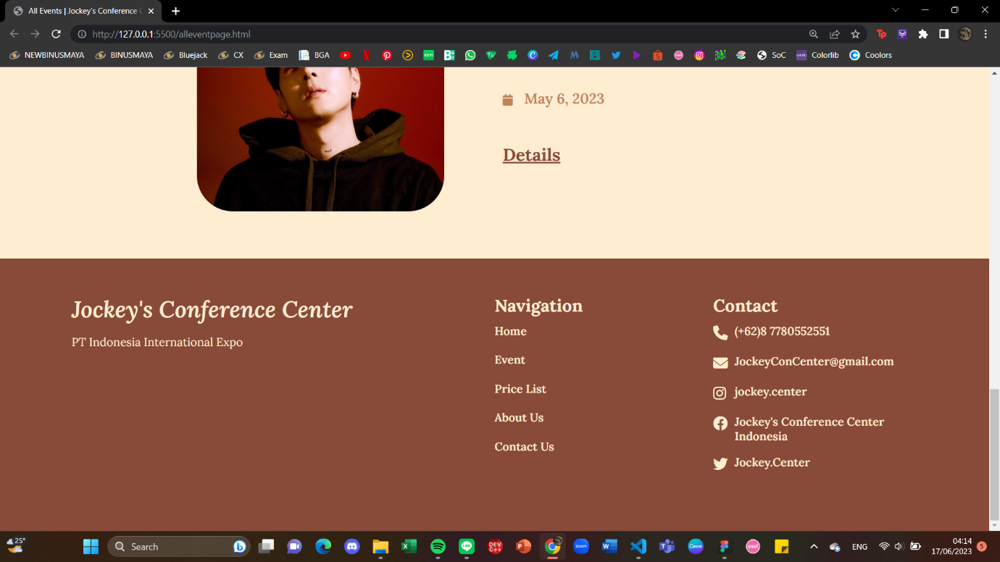 All Events | Jockey's Conference C
http://127.0.0.1:5500/alleventpage.html
NEWBINUSMAYA BINUSMAYA Bluejack CX Exam BGA SoC Colorlib Coolors
May 6, 2023
Details
Jockey's Conference Center
PT Indonesia International Expo
Navigation
Home
Event
Price List
About Us
Contact Us
Contact
(+62)8 7780552551
JockeyConCenter@gmail.com
jockey.center
Jockey's Conference Center
Indonesia
Jockey.Center
25°
Search
ENG
04:14
17/06/2023
5